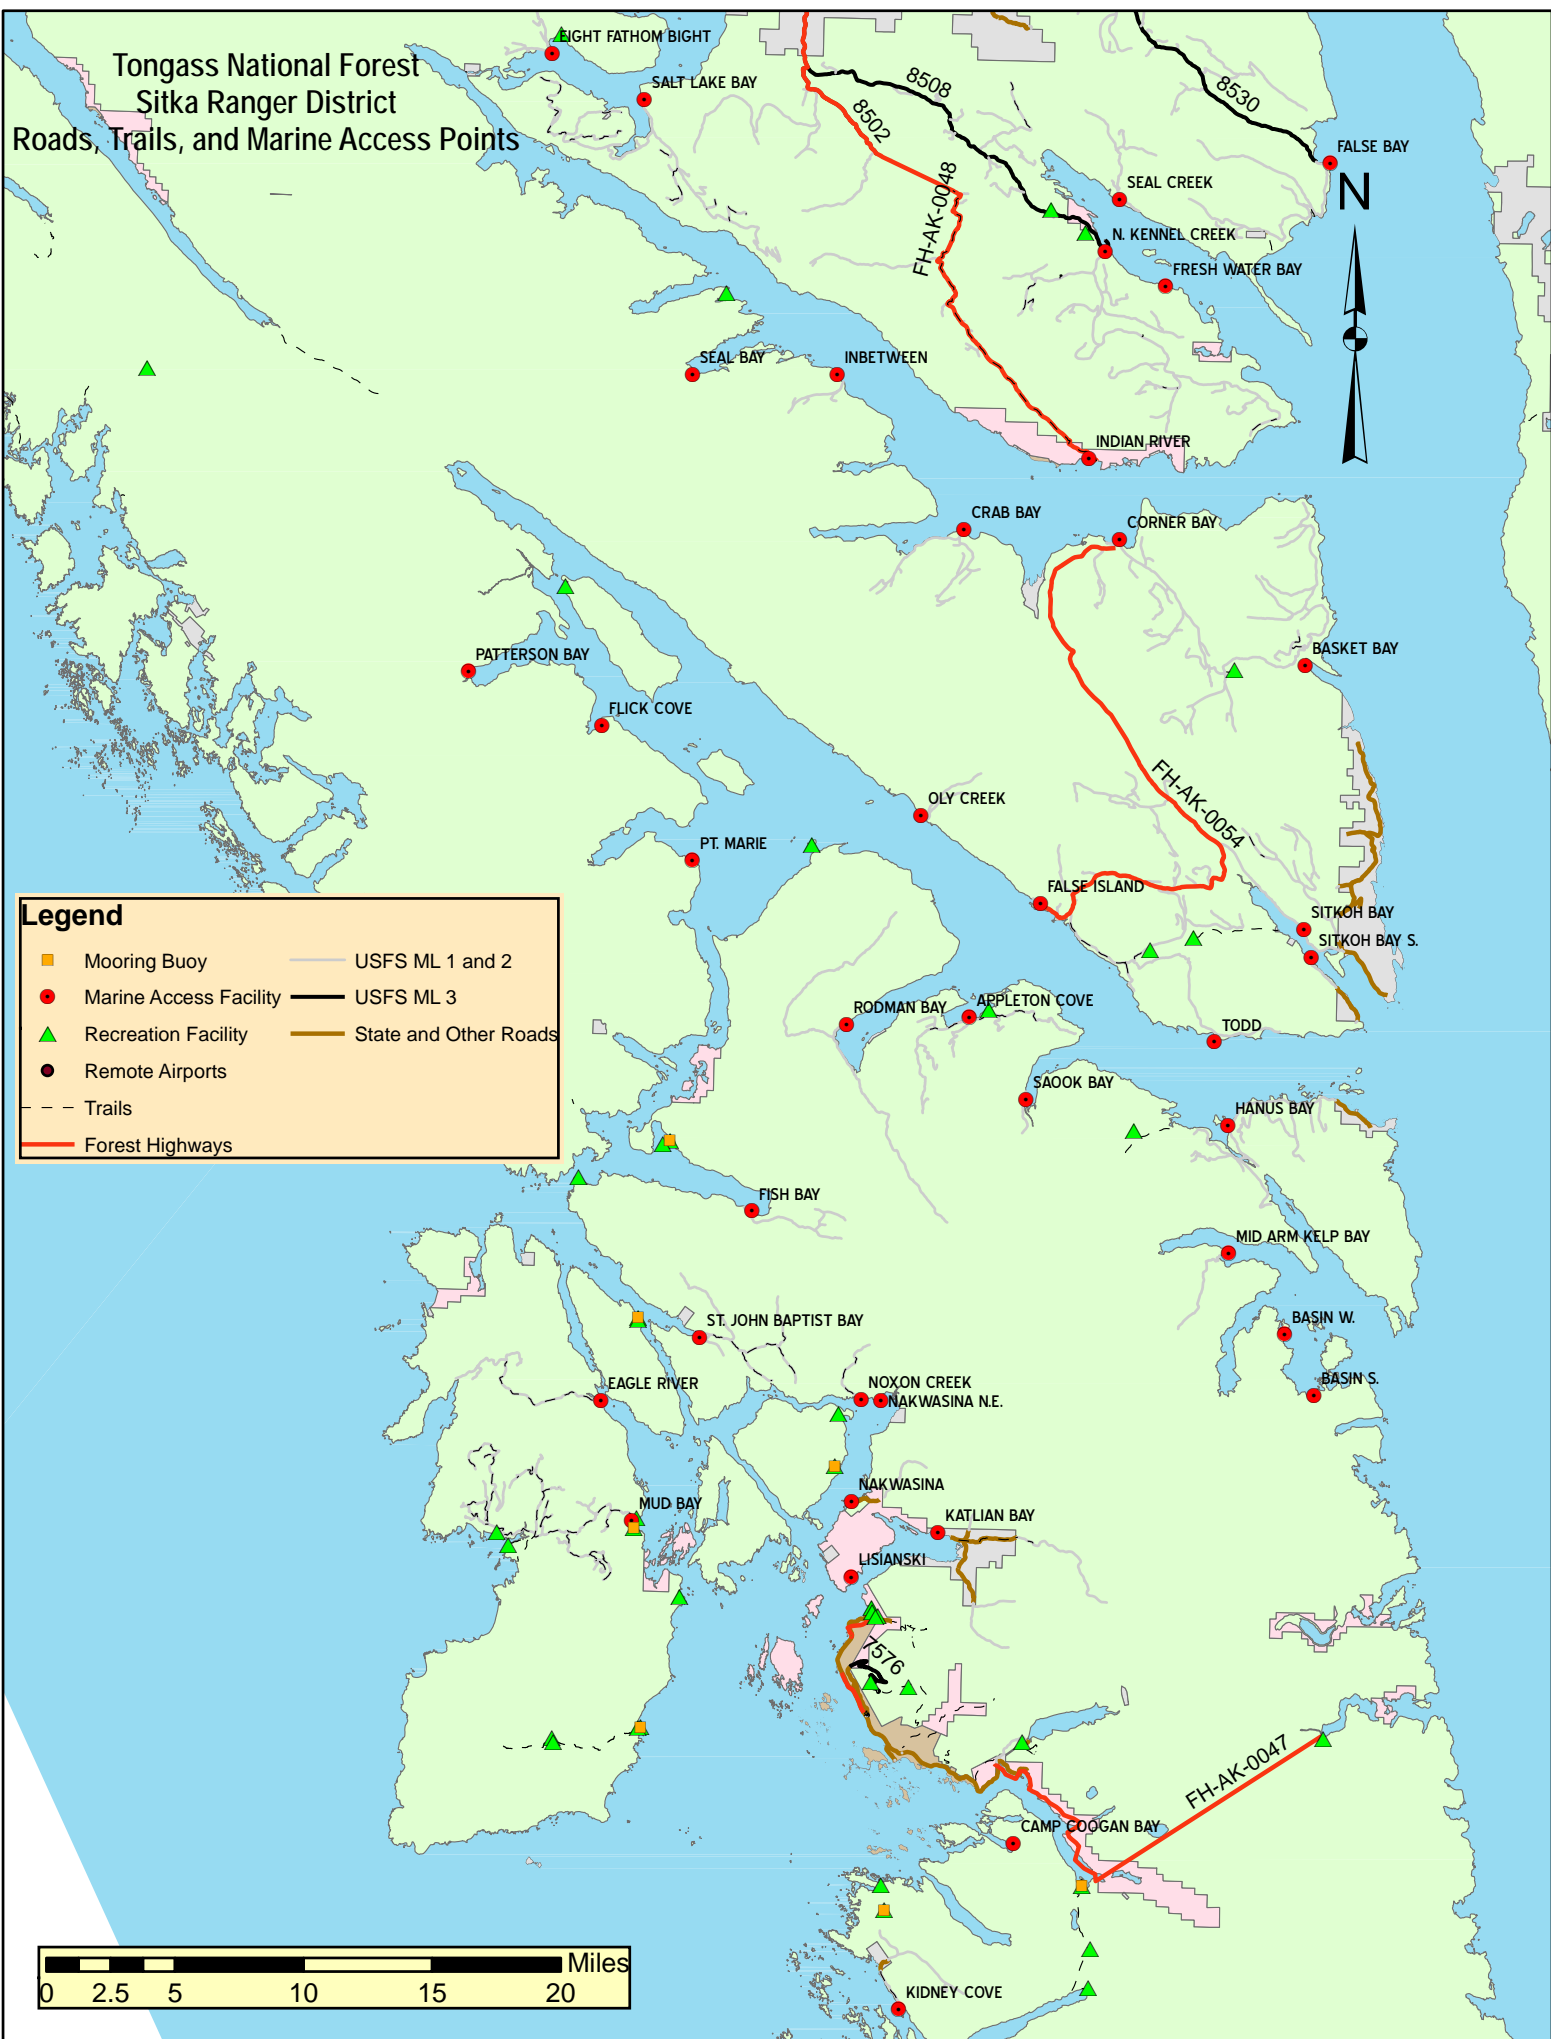 Tongass National Forest
Sitka Ranger District
Roads, Trails, and Marine Access Points
EIGHT FATHOM BIGHT
SALT LAKE BAY
8508
8502
8530
FALSE BAY
N
SEAL CREEK
FH-AK-0048
N. KENNEL CREEK
FRESH WATER BAY
SEAL BAY
INBETWEEN
INDIAN RIVER
CRAB BAY
CORNER BAY
PATTERSON BAY
BASKET BAY
FLICK COVE
FH-AK-0054
OLY CREEK
PT. MARIE
FALSE ISLAND
SITKOH BAY
SITKOH BAY S.
RODMAN BAY
APPLETON COVE
TODD
SAOOK BAY
HANUS BAY
Legend
Mooring Buoy
Marine Access Facility
Recreation Facility
Remote Airports
Trails
Forest Highways
USFS ML 1 and 2
USFS ML 3
State and Other Roads
FISH BAY
MID ARM KELP BAY
ST. JOHN BAPTIST BAY
BASIN W.
EAGLE RIVER
NOXON CREEK
NAKWASINA N.E.
BASIN S.
NAKWASINA
MUD BAY
KATLIAN BAY
LISIANSKI
7576
FH-AK-0047
CAMP COOGAN BAY
KIDNEY COVE
Miles
0 2.5 5 10 15 20